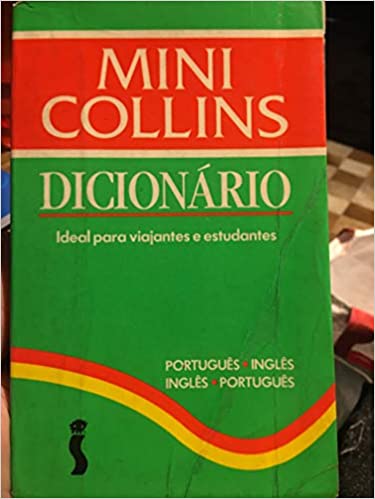 MINI
COLLINS
DICIONÁRIO
Ideal para viajantes e estudantes
PORTUGUÊS • INGLÊS
INGLÊS • PORTUGUÊS